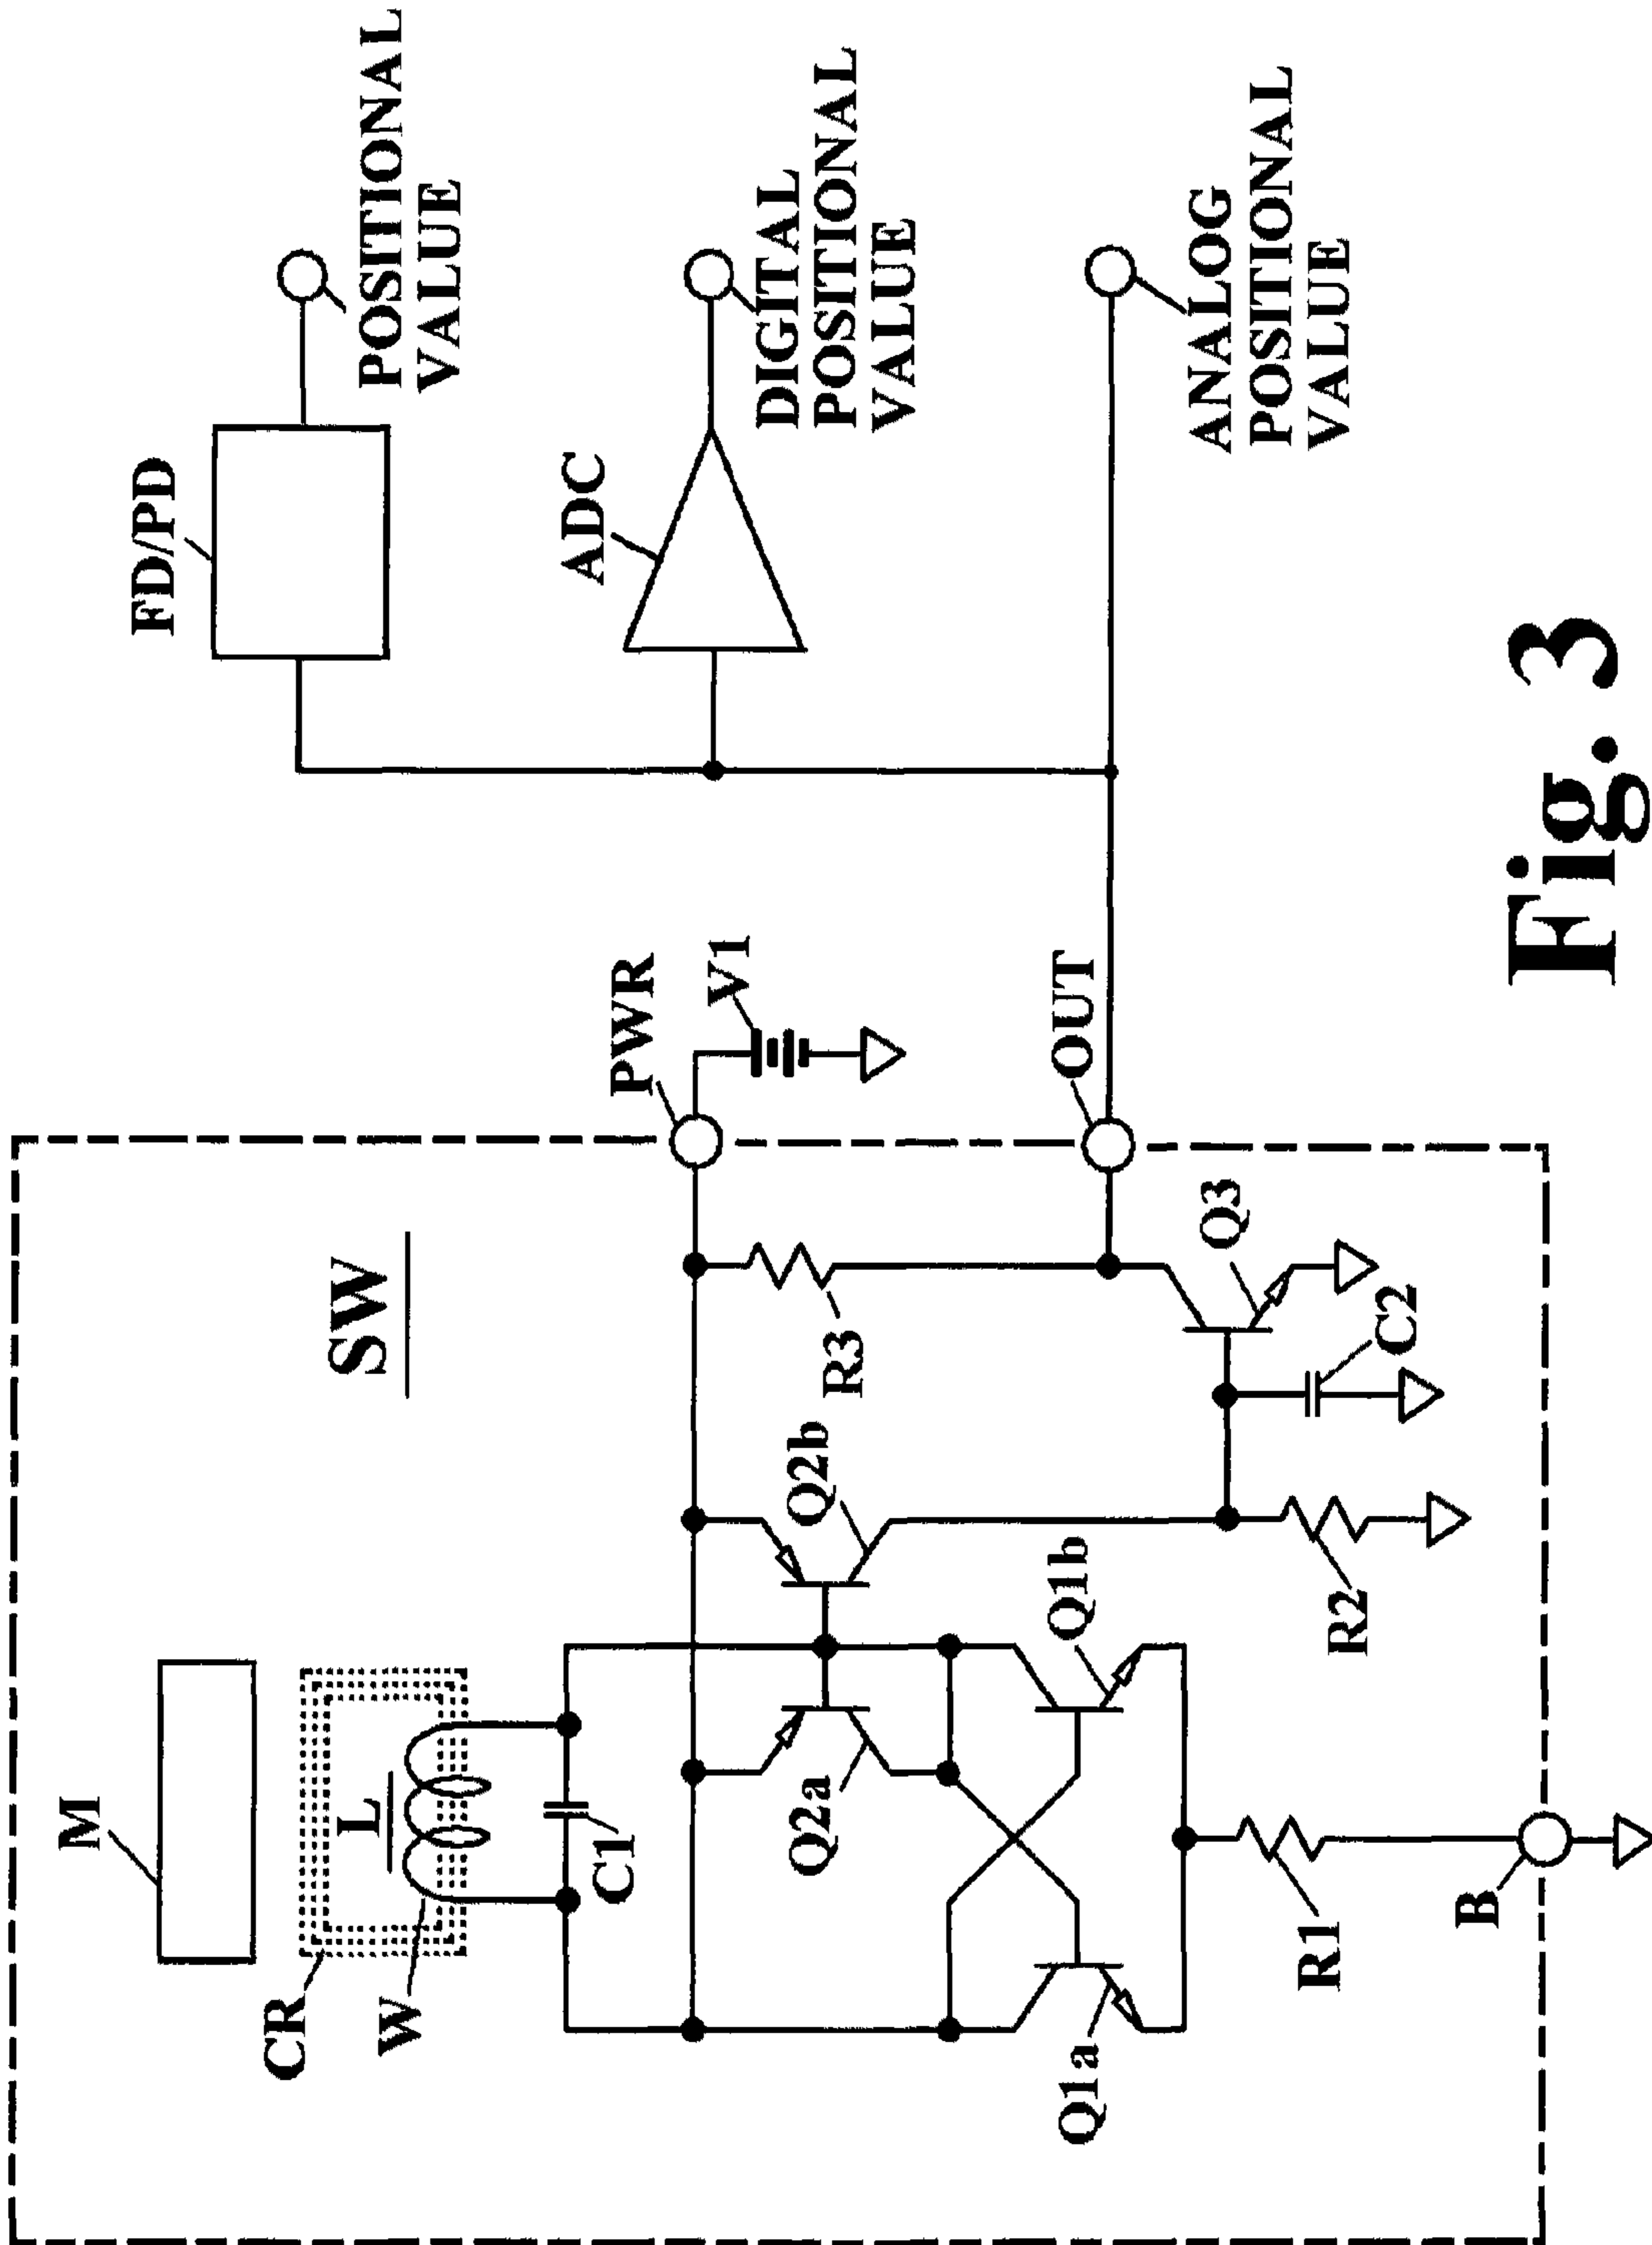 M
CR
W
L
SW
C1
PWR
V1
Q2a
Q2b
R3
OUT
Q1a
Q1b
Q3
C2
R2
R1
B
FD/PD
POSITIONAL
VALUE
ADC
DIGITAL
POSITIONAL
VALUE
ANALOG
POSITIONAL
VALUE
Fig. 3